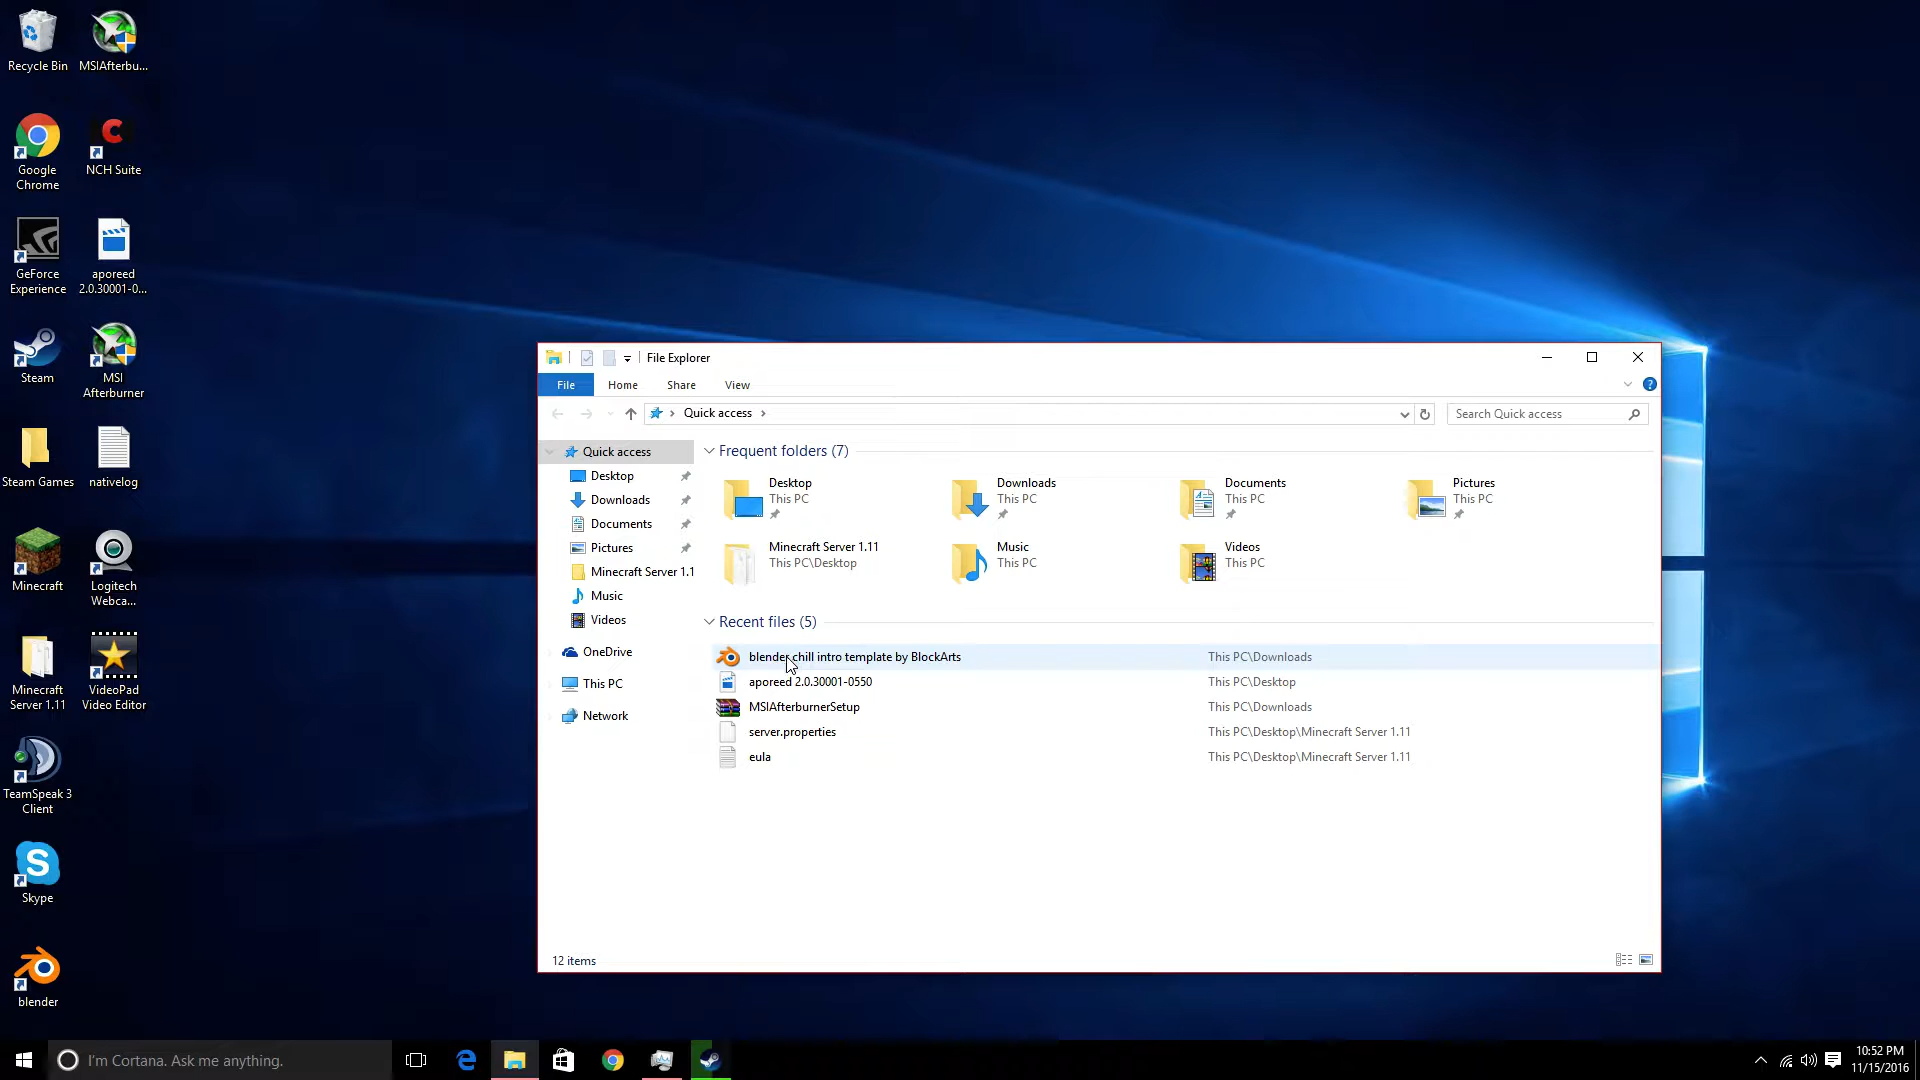 Recycle Bin
MSIAfterbu...
Google
Chrome
NCH Suite
GeForce
Experience
aporeed
2.0.30001-0...
Steam
MSI
Afterburner
Steam Games
nativelog
Minecraft
Logitech
Webca...
Minecraft
Server 1.11
VideoPad
Video Editor
TeamSpeak 3
Client
Skype
blender
File Explorer
File
Home
Share
View
Quick access
Search Quick access
Quick access
Desktop
Downloads
Documents
Pictures
Minecraft Server 1.1
Music
Videos
OneDrive
This PC
Network
Frequent folders (7)
Desktop
This PC
Downloads
This PC
Documents
This PC
Pictures
This PC
Minecraft Server 1.11
This PC\Desktop
Music
This PC
Videos
This PC
Recent files (5)
blender chill intro template by BlockArts This PC\Downloads
aporeed 2.0.30001-0550 This PC\Desktop
MSIAfterburnerSetup This PC\Downloads
server.properties This PC\Desktop\Minecraft Server 1.11
eula This PC\Desktop\Minecraft Server 1.11
12 items
I'm Cortana. Ask me anything.
10:52 PM
11/15/2016